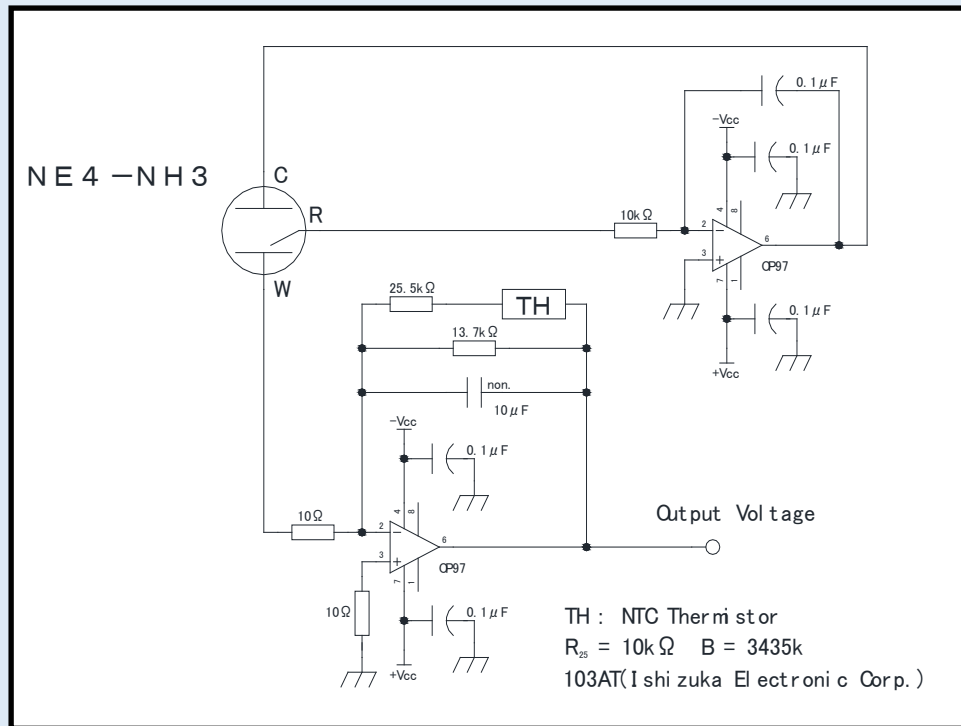 0.1μF
−Vcc
0.1μF
NE4−NH3
C
R
10kΩ
4
8
2
−
6
3
+
OP97
7
1
W
25.5kΩ
TH
0.1μF
13.7kΩ
+Vcc
non.
10μF
−Vcc
0.1μF
10Ω
4
8
2
−
6
3
+
OP97
7
1
Output Voltage
10Ω
0.1μF
+Vcc
TH : NTC Thermistor
R₂₅ = 10kΩ B = 3435k
103AT(Ishizuka Electronic Corp.)